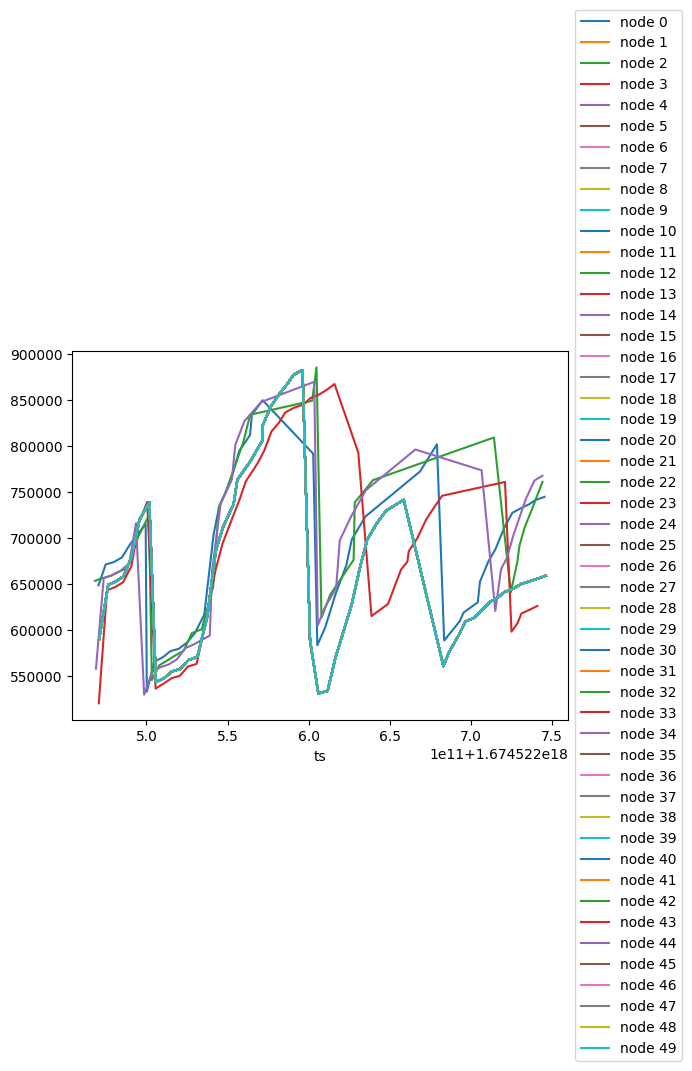 900000
850000
800000
750000
700000
650000
600000
550000
5.0
5.5
6.0
6.5
7.0
7.5
ts
1e11+1.674522e18
node 0
node 1
node 2
node 3
node 4
node 5
node 6
node 7
node 8
node 9
node 10
node 11
node 12
node 13
node 14
node 15
node 16
node 17
node 18
node 19
node 20
node 21
node 22
node 23
node 24
node 25
node 26
node 27
node 28
node 29
node 30
node 31
node 32
node 33
node 34
node 35
node 36
node 37
node 38
node 39
node 40
node 41
node 42
node 43
node 44
node 45
node 46
node 47
node 48
node 49